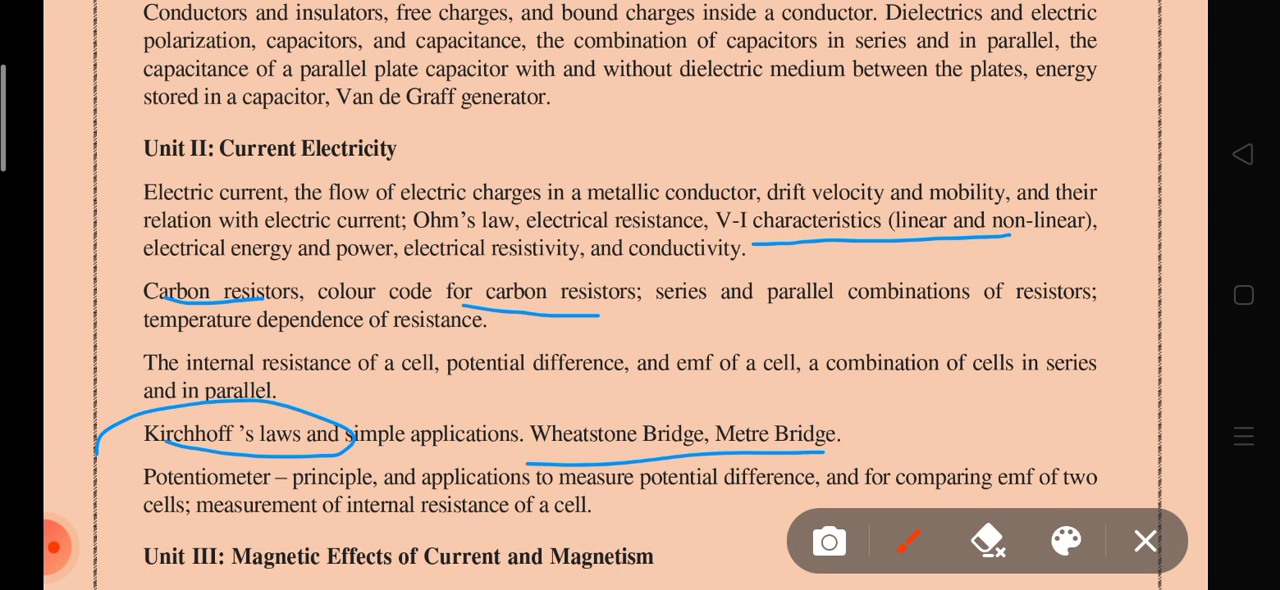 Conductors and insulators, free charges, and bound charges inside a conductor. Dielectrics and electric
polarization, capacitors, and capacitance, the combination of capacitors in series and in parallel, the
capacitance of a parallel plate capacitor with and without dielectric medium between the plates, energy
stored in a capacitor, Van de Graff generator.
Unit II: Current Electricity
Electric current, the flow of electric charges in a metallic conductor, drift velocity and mobility, and their
relation with electric current; Ohm’s law, electrical resistance, V-I characteristics (linear and non-linear),
electrical energy and power, electrical resistivity, and conductivity.
Carbon resistors, colour code for carbon resistors; series and parallel combinations of resistors;
temperature dependence of resistance.
The internal resistance of a cell, potential difference, and emf of a cell, a combination of cells in series
and in parallel.
Kirchhoff ’s laws and simple applications. Wheatstone Bridge, Metre Bridge.
Potentiometer – principle, and applications to measure potential difference, and for comparing emf of two
cells; measurement of internal resistance of a cell.
Unit III: Magnetic Effects of Current and Magnetism